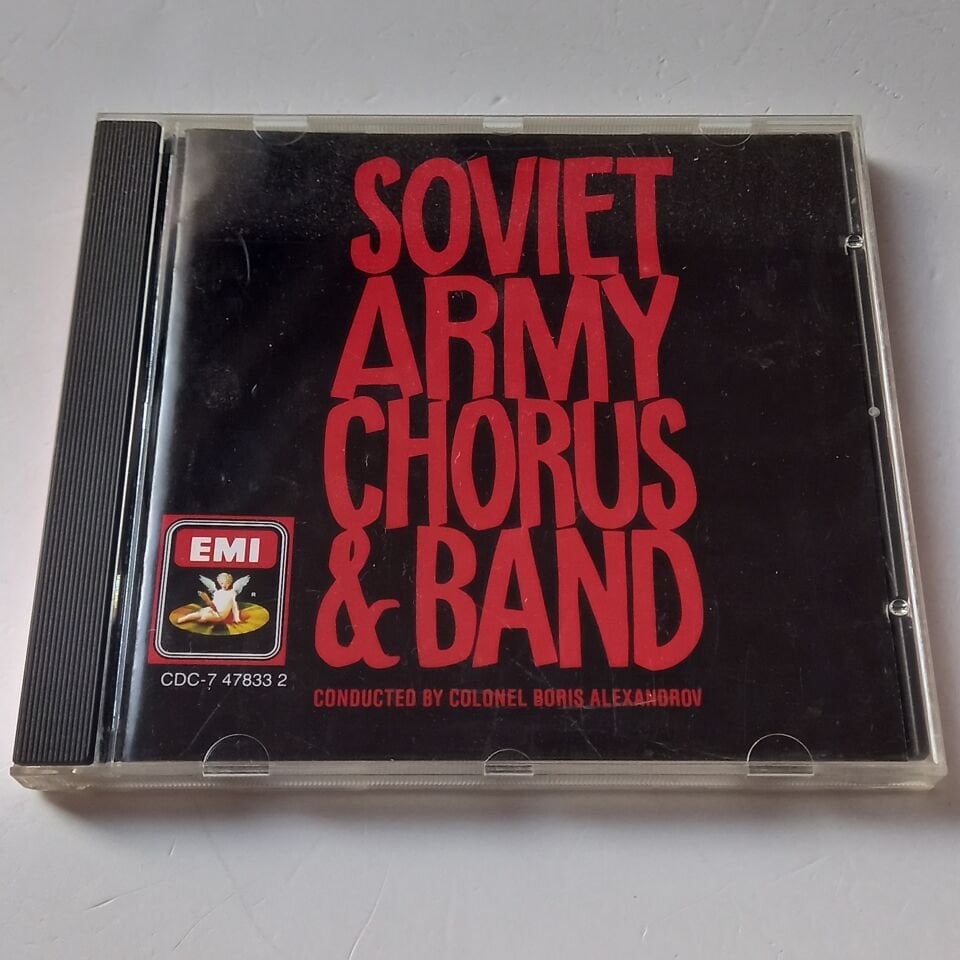 SOVIET
ARMY
CHORUS
& BAND
EMI
R
CDC-7 47833 2
CONDUCTED BY COLONEL BORIS ALEXANDROV